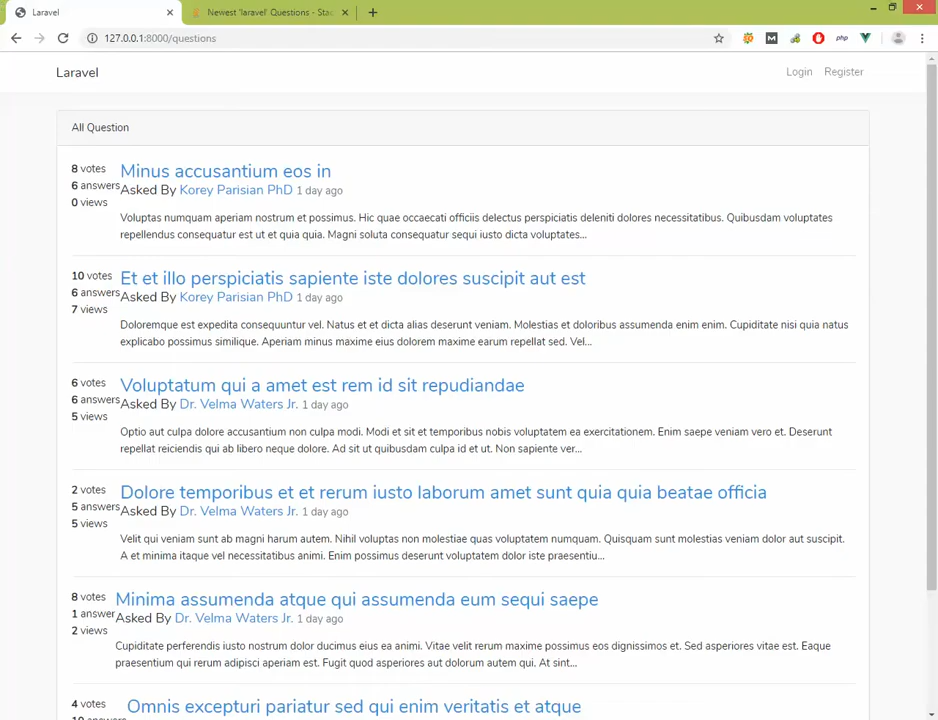 Laravel
Newest 'laravel' Questions - Stac
127.0.0.1:8000/questions
php
Laravel
Login Register
All Question
8 votes
6 answers
0 views
Minus accusantium eos in
Asked By Korey Parisian PhD 1 day ago
Voluptas numquam aperiam nostrum et possimus. Hic quae occaecati officiis delectus perspiciatis deleniti dolores necessitatibus. Quibusdam voluptates
repellendus consequatur est ut et quia quia. Magni soluta consequatur sequi iusto dicta voluptates...
10 votes
6 answers
7 views
Et et illo perspiciatis sapiente iste dolores suscipit aut est
Asked By Korey Parisian PhD 1 day ago
Doloremque est expedita consequuntur vel. Natus et et dicta alias deserunt veniam. Molestias et doloribus assumenda enim enim. Cupiditate nisi quia natus
explicabo possimus similique. Aperiam minus maxime eius dolorem maxime earum repellat sed. Vel...
6 votes
6 answers
5 views
Voluptatum qui a amet est rem id sit repudiandae
Asked By Dr. Velma Waters Jr. 1 day ago
Optio aut culpa dolore accusantium non culpa modi. Modi et sit et temporibus nobis voluptatem ea exercitationem. Enim saepe veniam vero et. Deserunt
repellat reiciendis qui ab libero neque dolore. Ad sit ut quibusdam culpa id et ut. Non sapiente ver...
2 votes
5 answers
5 views
Dolore temporibus et et rerum iusto laborum amet sunt quia quia beatae officia
Asked By Dr. Velma Waters Jr. 1 day ago
Velit qui veniam sunt ab magni harum autem. Nihil voluptas non molestiae quas voluptatem numquam. Quisquam sunt molestias veniam dolor aut suscipit.
A et minima itaque vel necessitatibus animi. Enim possimus deserunt voluptatem dolor iste praesentiu...
8 votes
1 answer
2 views
Minima assumenda atque qui assumenda eum sequi saepe
Asked By Dr. Velma Waters Jr. 1 day ago
Cupiditate perferendis iusto nostrum dolor ducimus eius ea animi. Vitae velit rerum maxime possimus eos dignissimos et. Sed asperiores vitae est. Eaque
praesentium qui rerum adipisci aperiam est. Fugit quod asperiores aut dolorum autem qui. At sint...
4 votes
10 answers
Omnis excepturi pariatur sed qui enim veritatis et atque